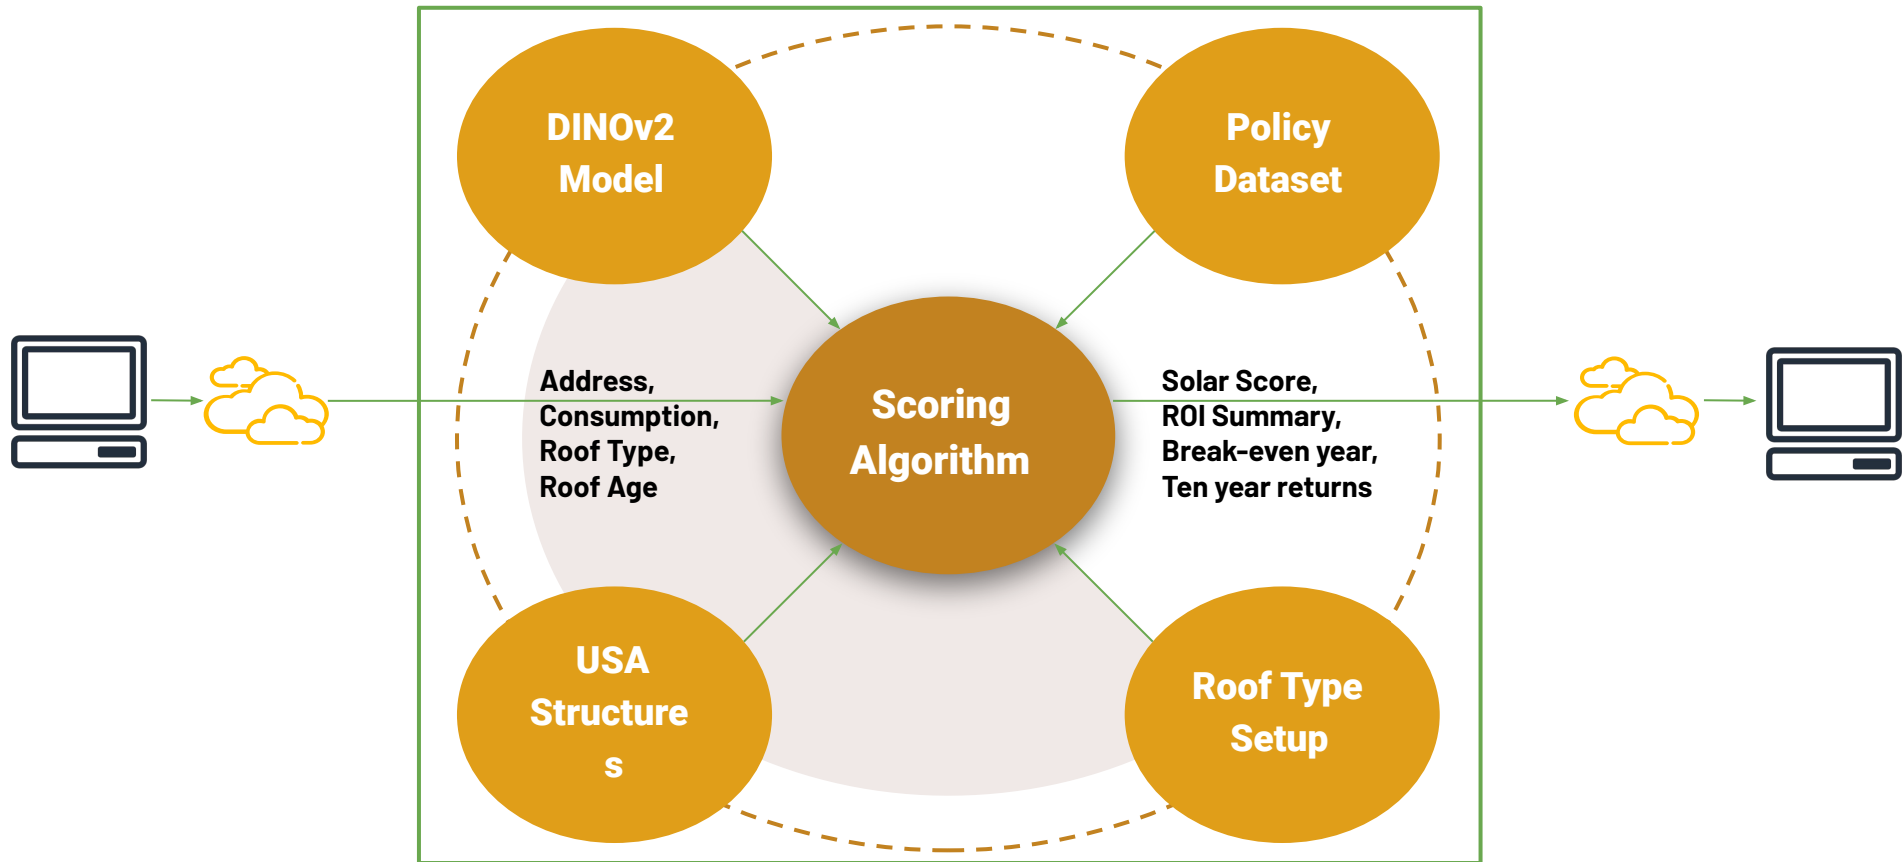 DINOv2
Model
Policy
Dataset
Address,
Consumption,
Roof Type,
Roof Age
Scoring
Algorithm
Solar Score,
ROI Summary,
Break-even year,
Ten year returns
USA
Structure
s
Roof Type
Setup